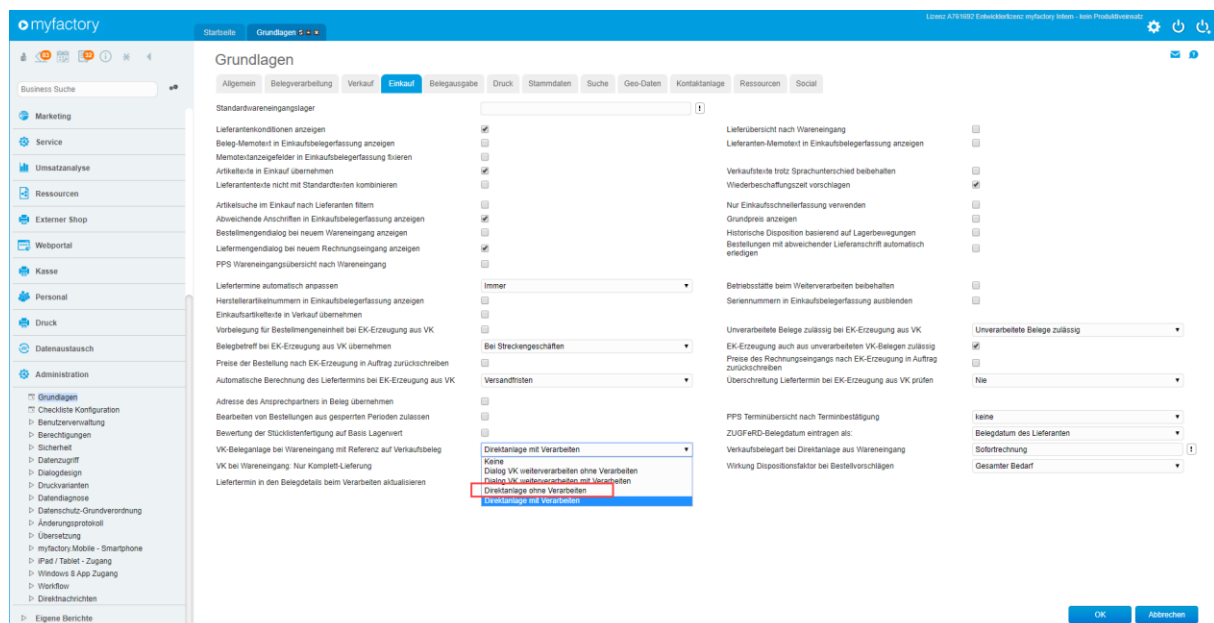 myfactory
Lizenz A761692 Entwicklerlizenz myfactory Intern - kein Produktiveinsatz
Startseite
Grundlagen
Business Suche
Marketing
Service
Umsatzanalyse
Ressourcen
Externer Shop
Webportal
Kasse
Personal
Druck
Datenaustausch
Administration
Grundlagen
Checkliste Konfiguration
Benutzerverwaltung
Berechtigungen
Sicherheit
Datenzugriff
Dialogdesign
Druckvarianten
Datendiagnose
Datenschutz-Grundverordnung
Änderungsprotokoll
Übersetzung
myfactory.Mobile - Smartphone
iPad / Tablet - Zugang
Windows 8 App Zugang
Workflow
Direktnachrichten
Eigene Berichte
Grundlagen
Allgemein Belegverarbeitung Verkauf Einkauf Belegausgabe Druck Stammdaten Suche Geo-Daten Kontaktanlage Ressourcen Social
Standardwareneingangslager
Lieferantenkonditionen anzeigen Lieferübersicht nach Wareneingang
Beleg-Memotext in Einkaufsbelegerfassung anzeigen Lieferanten-Memotext in Einkaufsbelegerfassung anzeigen
Memotextanzeigefelder in Einkaufsbelegerfassung fixieren
Artikeltexte in Einkauf übernehmen Verkaufstexte trotz Sprachunterschied beibehalten
Lieferantentexte nicht mit Standardtexten kombinieren Wiederbeschaffungszeit vorschlagen
Artikelsuche im Einkauf nach Lieferanten filtern Nur Einkaufsschnellerfassung verwenden
Abweichende Anschriften in Einkaufsbelegerfassung anzeigen Grundpreis anzeigen
Bestellmengendialog bei neuem Wareneingang anzeigen Historische Disposition basierend auf Lagerbewegungen
Liefermengendialog bei neuem Rechnungseingang anzeigen Bestellungen mit abweichender Lieferanschrift automatisch
erledigen
PPS Wareneingangsübersicht nach Wareneingang
Liefertermine automatisch anpassen Immer Betriebsstätte beim Weiterverarbeiten beibehalten
Herstellerartikelnummern in Einkaufsbelegerfassung anzeigen Seriennummern in Einkaufsbelegerfassung ausblenden
Einkaufsartikeltexte in Verkauf übernehmen
Vorbelegung für Bestellmengeneinheit bei EK-Erzeugung aus VK Unverarbeitete Belege zulässig bei EK-Erzeugung aus VK Unverarbeitete Belege zulässig
Belegbetreff bei EK-Erzeugung aus VK übernehmen Bei Streckengeschäften EK-Erzeugung auch aus unverarbeiteten VK-Belegen zulässig
Preise der Bestellung nach EK-Erzeugung in Auftrag zurückschreiben Preise des Rechnungseingangs nach EK-Erzeugung in Auftrag
zurückschreiben
Automatische Berechnung des Liefertermins bei EK-Erzeugung aus VK Versandfristen Überschreitung Liefertermin bei EK-Erzeugung aus VK prüfen Nie
Adresse des Ansprechpartners in Beleg übernehmen
Bearbeiten von Bestellungen aus gesperrten Perioden zulassen PPS Terminübersicht nach Terminbestätigung keine
Bewertung der Stücklistenfertigung auf Basis Lagerwert ZUGFeRD-Belegdatum eintragen als: Belegdatum des Lieferanten
VK-Beleganlage bei Wareneingang mit Referenz auf Verkaufsbeleg Direktanlage mit Verarbeiten Verkaufsbelegart bei Direktanlage aus Wareneingang Sofortrechnung
Keine
VK bei Wareneingang: Nur Komplett-Lieferung Dialog VK weiterverarbeiten ohne Verarbeiten Wirkung Dispositionsfaktor bei Bestellvorschlägen Gesamter Bedarf
Dialog VK weiterverarbeiten mit Verarbeiten
Liefertermin in den Belegdetails beim Verarbeiten aktualisieren Direktanlage ohne Verarbeiten
Direktanlage mit Verarbeiten
OK Abbrechen